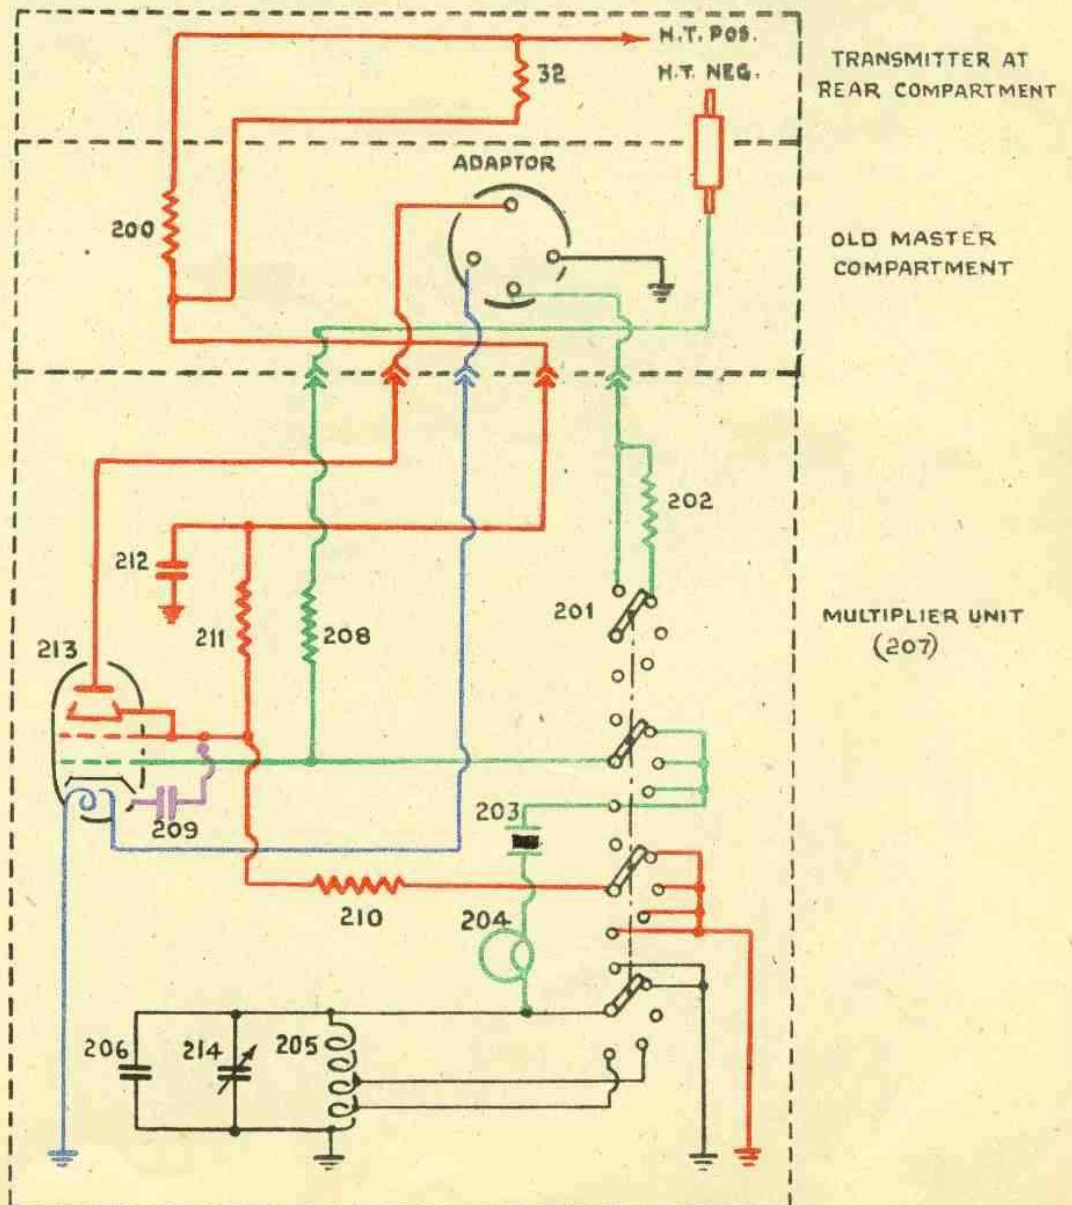 H.T. POS.
32
H.T. NEG.
TRANSMITTER AT
REAR COMPARTMENT
ADAPTOR
200
OLD MASTER
COMPARTMENT
202
212
201
211
208
MULTIPLIER UNIT
(207)
213
203
209
210
204
206
214
205